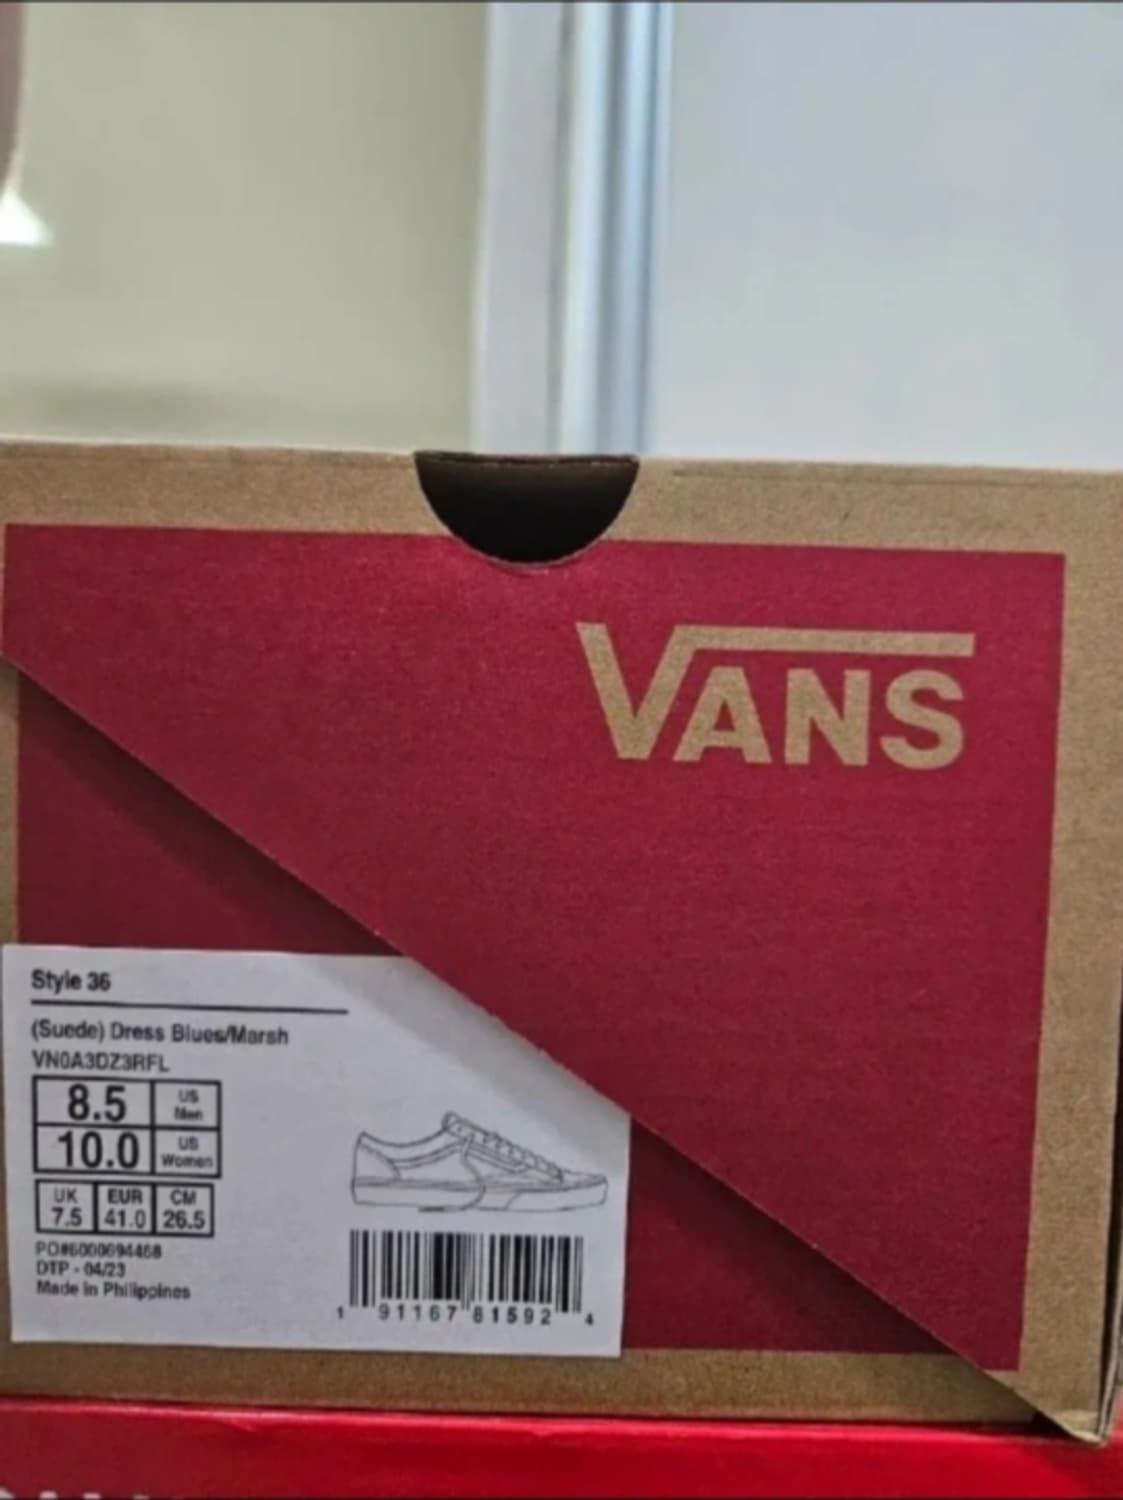 VANS
Style 36
(Suede) Dress Blues/Marsh
VN0A3DZ3RFL
8.5 US Men
10.0 US Women
UK EUR CM
7.5 41.0 26.5
PO#6000694468
DTP - 04/23
Made in Philippines
1 91167 81592 4